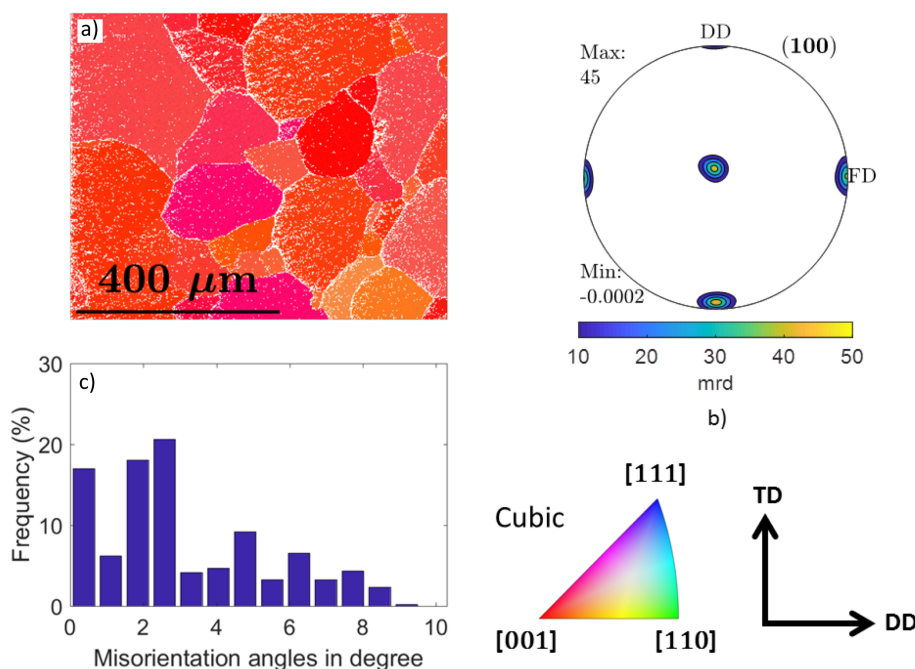 a)
400 μm
DD
(100)
Max:
45
FD
Min:
-0.0002
10 20 30 40 50
mrd
b)
c)
30
20
10
0
Frequency (%)
0 2 4 6 8 10
Misorientation angles in degree
Cubic
[111]
[001]
[110]
TD
DD